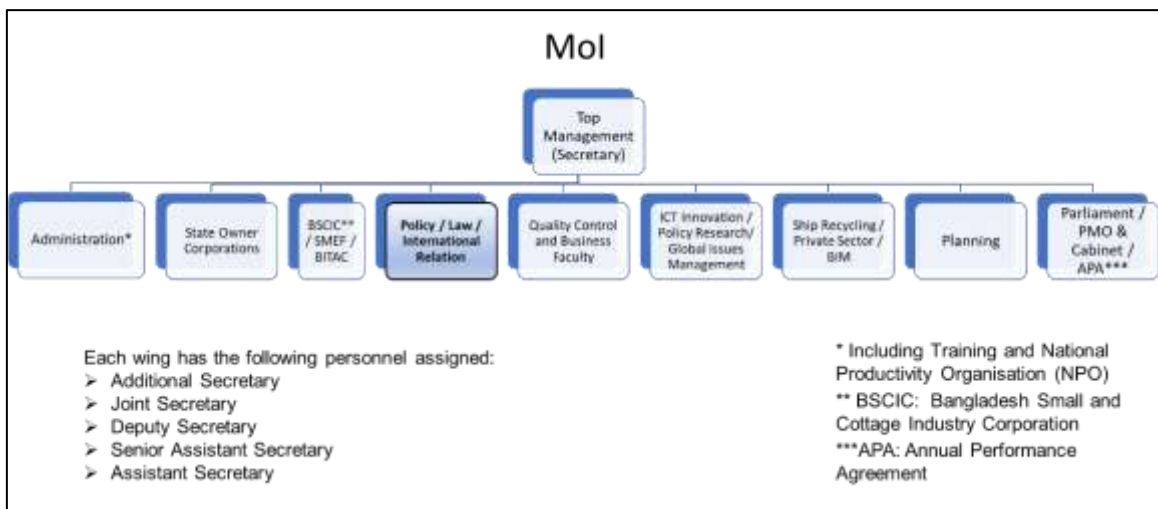 MoI
Top
Management
(Secretary)
Administration*
State Owner
Corporations
BSCIC**
/ SMEF /
BITAC
Policy / Law /
International
Relation
Quality Control
and Business
Faculty
ICT Innovation /
Policy Research/
Global Issues
Management
Ship Recycling /
Private Sector /
BIM
Planning
Parliament /
PMO &
Cabinet /
APA***
Each wing has the following personnel assigned:
➢ Additional Secretary
➢ Joint Secretary
➢ Deputy Secretary
➢ Senior Assistant Secretary
➢ Assistant Secretary
* Including Training and National
Productivity Organisation (NPO)
** BSCIC: Bangladesh Small and
Cottage Industry Corporation
***APA: Annual Performance
Agreement